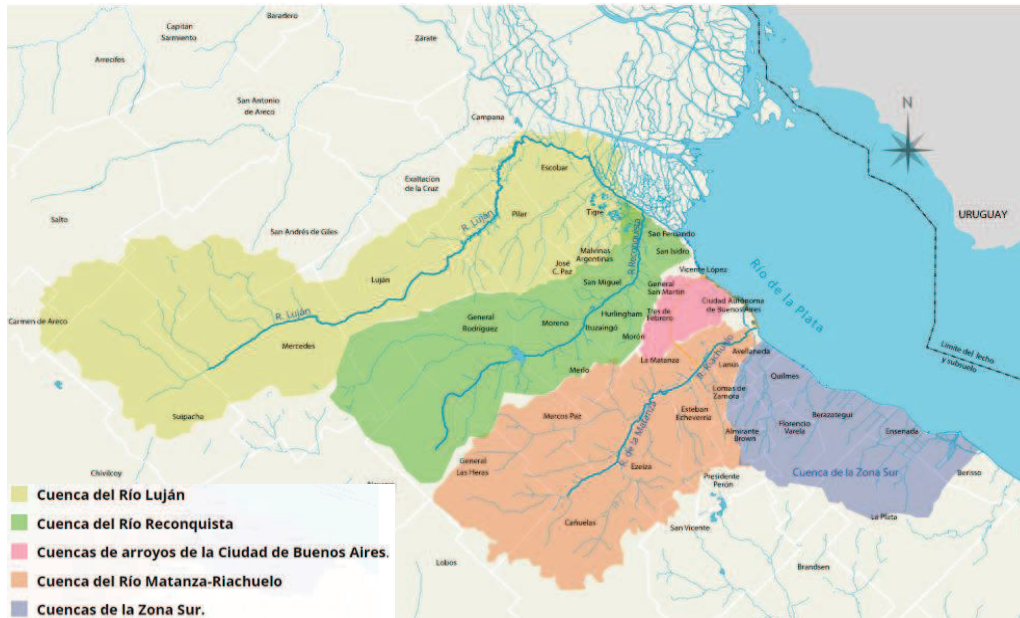 Baradero
Capitán
Sarmiento
Zárate
Arrecifes
San Antonio
de Areco
Campana
N
Escobar
Exaltación
de la Cruz
Salto
Pilar
R. Luján
Tigre
URUGUAY
San Andrés de Giles
R. Reconquista
San Fernando
Malvinas
Argentinas
San Isidro
José
C. Paz
Vicente López
Río de la Plata
Luján
San Miguel
General
San Martín
Ciudad Autónoma
de Buenos Aires
R. Luján
Carmen de Areco
General
Rodríguez
Moreno
Hurlingham
Tres de
Febrero
Ituzaingó
Morón
Límite del lecho
y subsuelo
Mercedes
La Matanza
R. Riachuelo
Avellaneda
Merlo
Lanús
Quilmes
Suipacha
Lomas de
Zamora
Marcos Paz
Esteban
Echeverría
Berazategur
R. de la Matanza
Almirante
Brown
Florencio
Varela
Ensenada
General
Las Heras
Ezeiza
Cuenca de la Zona Sur
Berisso
Chivilcoy
Presidente
Perón
La Plata
Cañuelas
San Vicente
Lobos
Brandsen
Cuenca del Río Luján
Cuenca del Río Reconquista
Cuencas de arroyos de la Ciudad de Buenos Aires.
Cuenca del Río Matanza-Riachuelo
Cuencas de la Zona Sur.